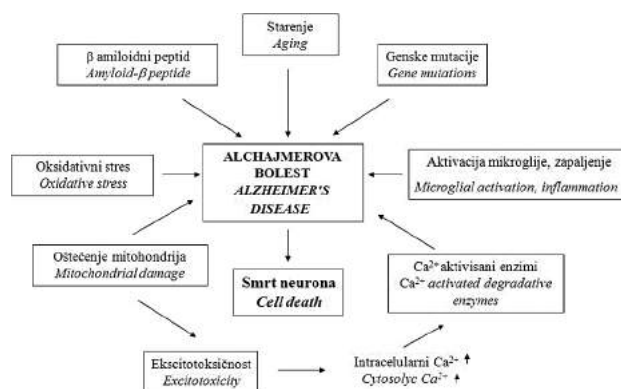 Starenje
Aging
β amiloidni peptid
Amyloid-β peptide
Genske mutacije
Gene mutations
Oksidativni stres
Oxidative stress
ALCHAJMEROVA
BOLEST
ALZHEIMER'S
DISEASE
Aktivacija mikroglije, zapaljenje
Microglial activation, inflammation
Oštećenje mitohondrija
Mitochondrial damage
Smrt neurona
Cell death
Ca²⁺ aktivisani enzimi
Ca²⁺ activated degradative
enzymes
Ekscitotoksičnost
Excitotoxicity
Intracelularni Ca²⁺ ↑
Cytosolyc Ca²⁺ ↑